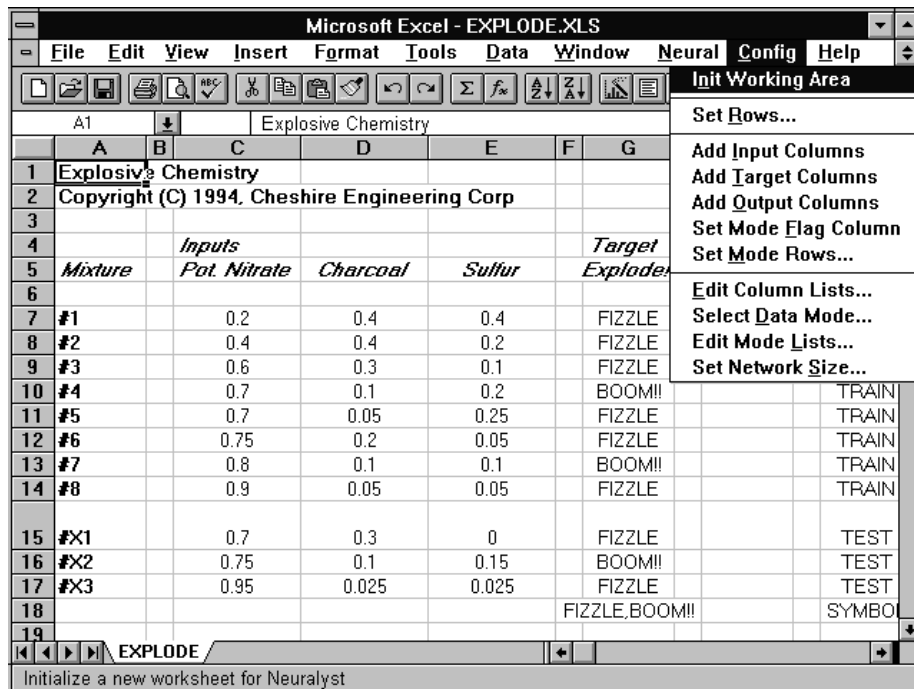 Microsoft Excel - EXPLODE.XLS
File Edit View Insert Format Tools Data Window Neural Config Help
A1 Explosive Chemistry
Init Working Area
Set Rows...
Add Input Columns
Add Target Columns
Add Output Columns
Set Mode Flag Column
Set Mode Rows...
Edit Column Lists...
Select Data Mode...
Edit Mode Lists...
Set Network Size...
A B C D E F G
1 Explosive Chemistry
2 Copyright (C) 1994, Cheshire Engineering Corp
3
4 Inputs Target
5 Mixture Pot. Nitrate Charcoal Sulfur Explode
6
7 #1 0.2 0.4 0.4 FIZZLE
8 #2 0.4 0.4 0.2 FIZZLE
9 #3 0.6 0.3 0.1 FIZZLE
10 #4 0.7 0.1 0.2 BOOM!! TRAIN
11 #5 0.7 0.05 0.25 FIZZLE TRAIN
12 #6 0.75 0.2 0.05 FIZZLE TRAIN
13 #7 0.8 0.1 0.1 BOOM!! TRAIN
14 #8 0.9 0.05 0.05 FIZZLE TRAIN
15 #X1 0.7 0.3 0 FIZZLE TEST
16 #X2 0.75 0.1 0.15 BOOM!! TEST
17 #X3 0.95 0.025 0.025 FIZZLE TEST
18 FIZZLE,BOOM!! SYMBO
19
EXPLODE
Initialize a new worksheet for Neuralyst